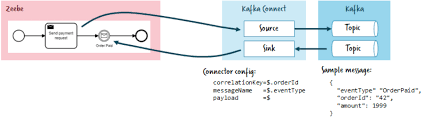 Zeebe
Kafka Connect
Kafka
Send payment
request
Order Paid
Source
Topic
Sink
Topic
Connector config:
correlationKey=$.orderId
messageName =$.eventType
payload =$
Sample message:
{
"eventType" "OrderPaid",
"orderId": "42",
"amount": 1999
}